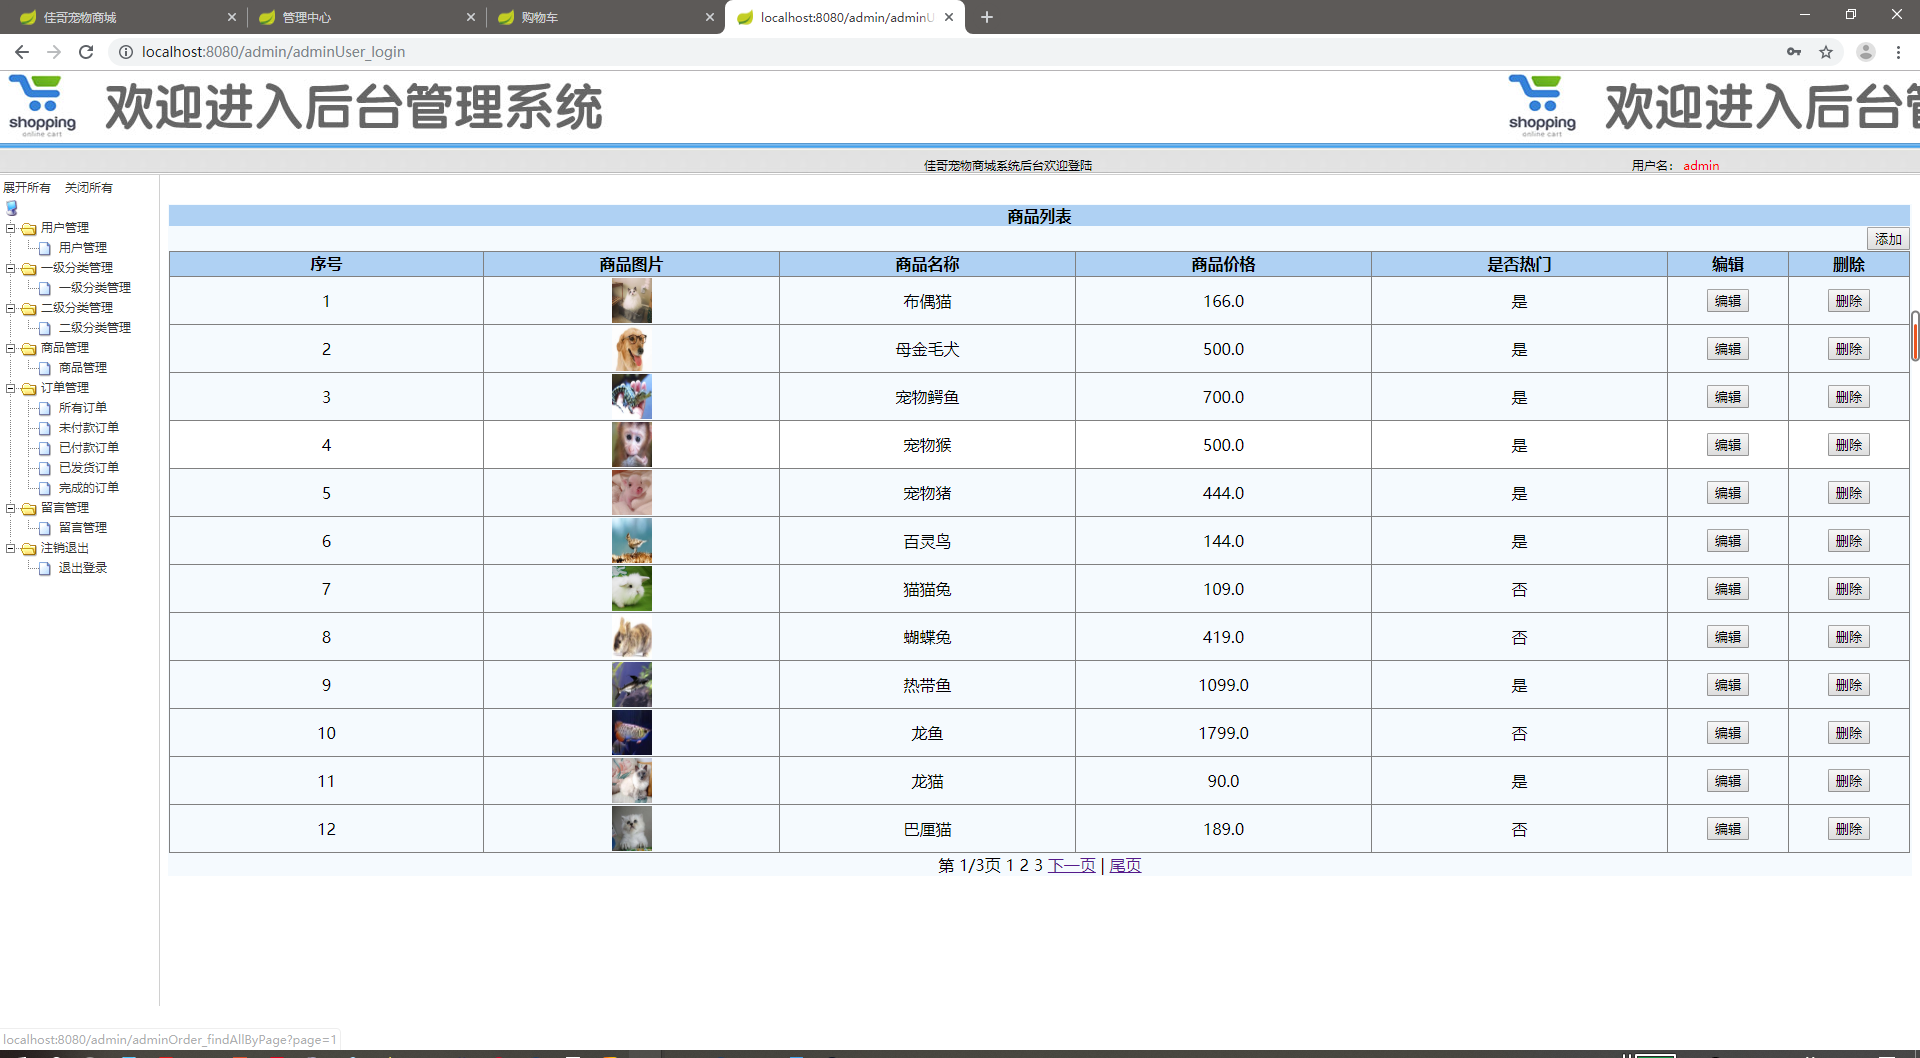 佳哥宠物商城
管理中心
购物车
localhost:8080/admin/adminU
localhost:8080/admin/adminUser_login
shopping
online cart
欢迎进入后台管理系统
shopping
online cart
欢迎进入后台
佳哥宠物商城系统后台欢迎登陆
用户名： admin
展开所有 关闭所有
用户管理
用户管理
一级分类管理
一级分类管理
二级分类管理
二级分类管理
商品管理
商品管理
订单管理
所有订单
未付款订单
已付款订单
已发货订单
完成的订单
留言管理
留言管理
注销退出
退出登录
商品列表
添加
序号 商品图片 商品名称 商品价格 是否热门 编辑 删除
1 布偶猫 166.0 是 编辑 删除
2 母金毛犬 500.0 是 编辑 删除
3 宠物鳄鱼 700.0 是 编辑 删除
4 宠物猴 500.0 是 编辑 删除
5 宠物猪 444.0 是 编辑 删除
6 百灵鸟 144.0 是 编辑 删除
7 猫猫兔 109.0 否 编辑 删除
8 蝴蝶兔 419.0 否 编辑 删除
9 热带鱼 1099.0 是 编辑 删除
10 龙鱼 1799.0 否 编辑 删除
11 龙猫 90.0 是 编辑 删除
12 巴厘猫 189.0 否 编辑 删除
第 1/3页 1 2 3 下一页 | 尾页
localhost:8080/admin/adminOrder_findAllByPage?page=1